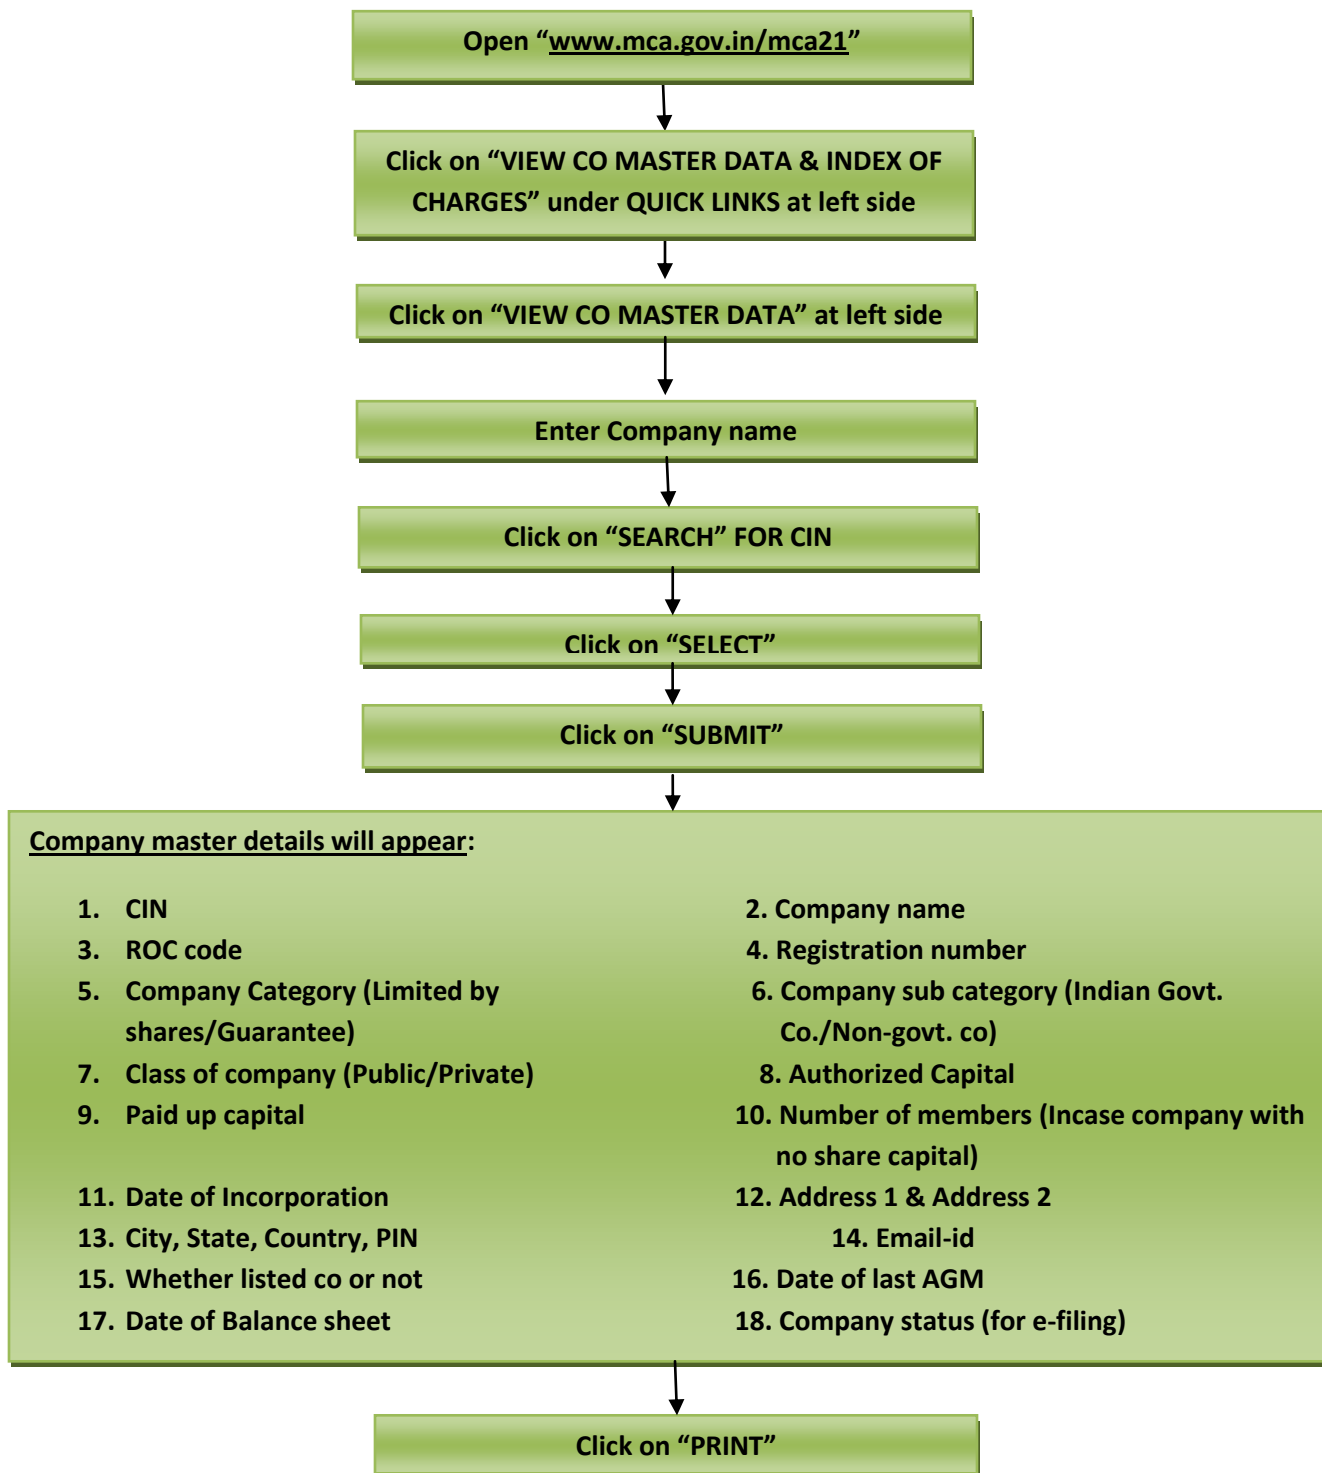 Open “www.mca.gov.in/mca21”
Click on “VIEW CO MASTER DATA & INDEX OF
CHARGES” under QUICK LINKS at left side
Click on “VIEW CO MASTER DATA” at left side
Enter Company name
Click on “SEARCH” FOR CIN
Click on “SELECT”
Click on “SUBMIT”
Company master details will appear:
1. CIN 2. Company name
3. ROC code 4. Registration number
5. Company Category (Limited by 6. Company sub category (Indian Govt.
shares/Guarantee) Co./Non-govt. co)
7. Class of company (Public/Private) 8. Authorized Capital
9. Paid up capital 10. Number of members (Incase company with
no share capital)
11. Date of Incorporation 12. Address 1 & Address 2
13. City, State, Country, PIN 14. Email-id
15. Whether listed co or not 16. Date of last AGM
17. Date of Balance sheet 18. Company status (for e-filing)
Click on “PRINT”